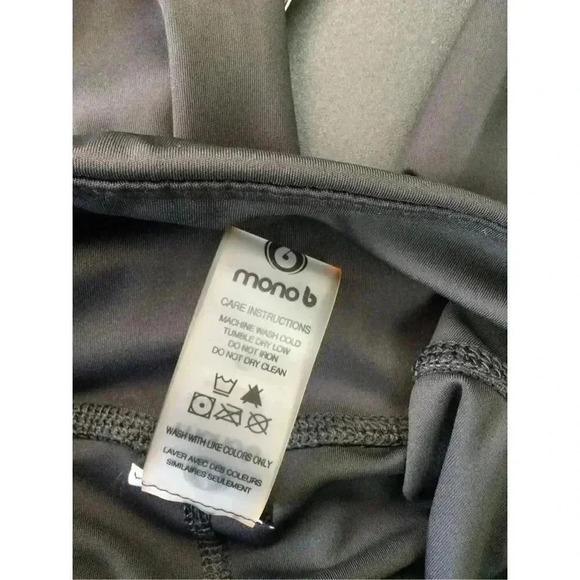 mono b
CARE INSTRUCTIONS
MACHINE WASH COLD
TUMBLE DRY LOW
DO NOT IRON
DO NOT DRY CLEAN
WASH WITH LIKE COLORS ONLY
LAVER AVEC DES COULEURS
SIMILAIRES SEULEMENT